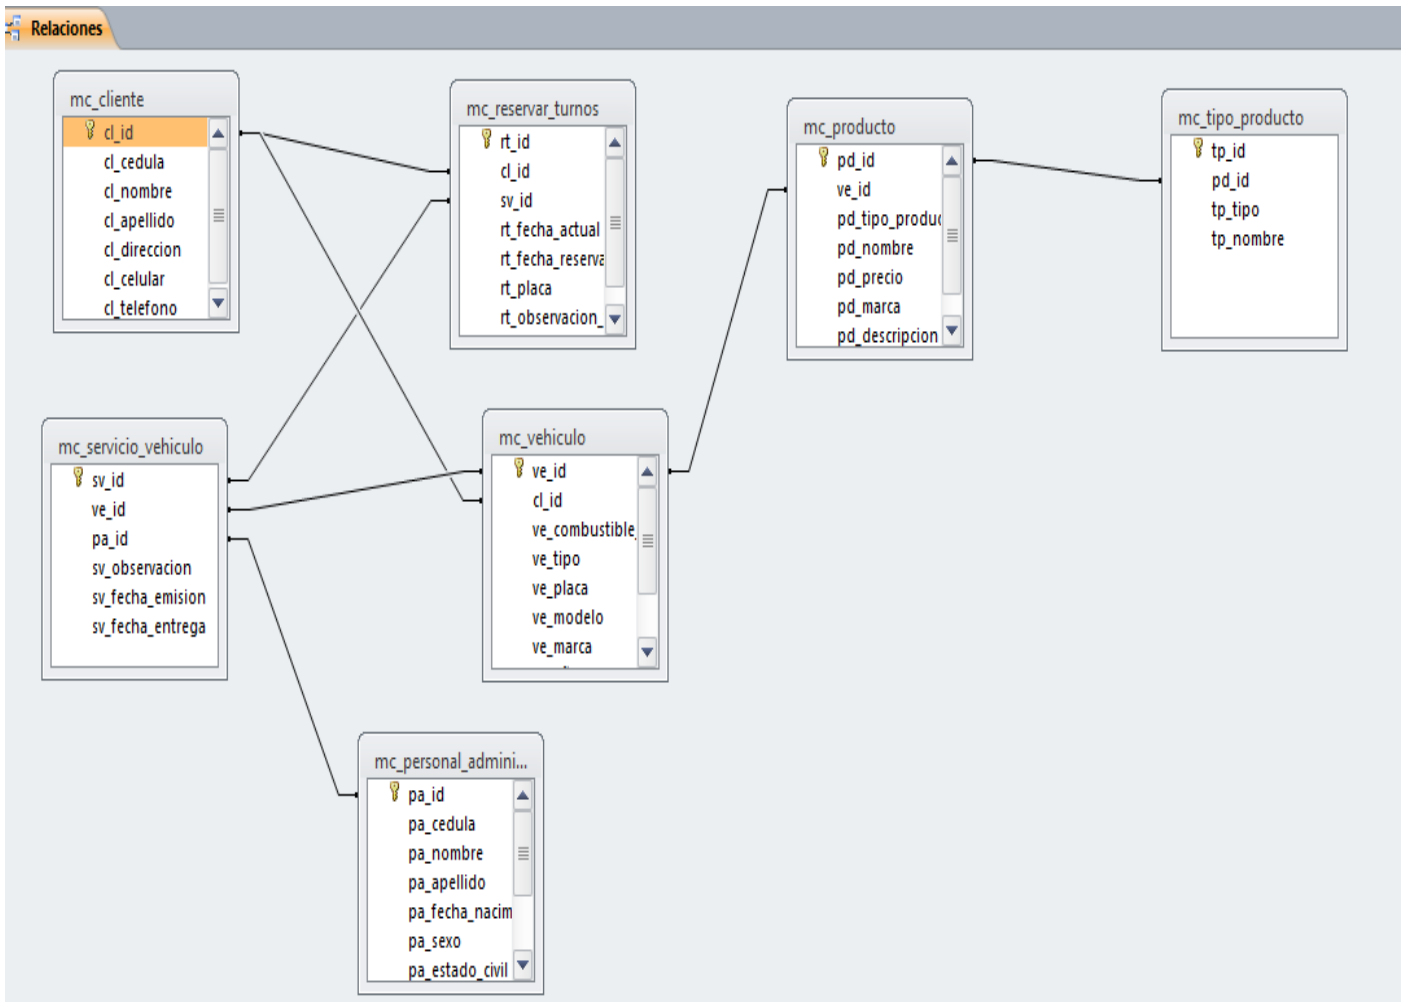 Relaciones
mc_cliente
cl_id
cl_cedula
cl_nombre
cl_apellido
cl_direccion
cl_celular
cl_telefono
mc_reservar_turnos
rt_id
cl_id
sv_id
rt_fecha_actual
rt_fecha_reserva
rt_placa
rt_observacion_
mc_producto
pd_id
ve_id
pd_tipo_produc
pd_nombre
pd_precio
pd_marca
pd_descripcion
mc_tipo_producto
tp_id
pd_id
tp_tipo
tp_nombre
mc_servicio_vehiculo
sv_id
ve_id
pa_id
sv_observacion
sv_fecha_emision
sv_fecha_entrega
mc_vehiculo
ve_id
cl_id
ve_combustible_
ve_tipo
ve_placa
ve_modelo
ve_marca
mc_personal_admini...
pa_id
pa_cedula
pa_nombre
pa_apellido
pa_fecha_nacim
pa_sexo
pa_estado_civil